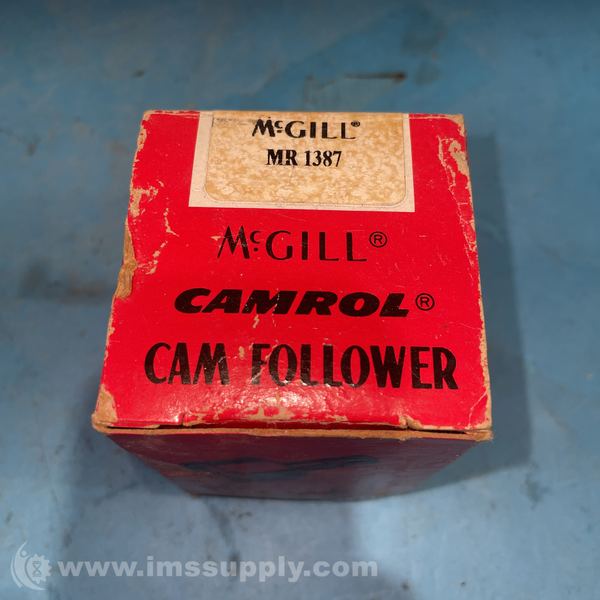 McGILL®
MR 1387
McGILL®
CAMROL®
CAM FOLLOWER
www.imssupply.com